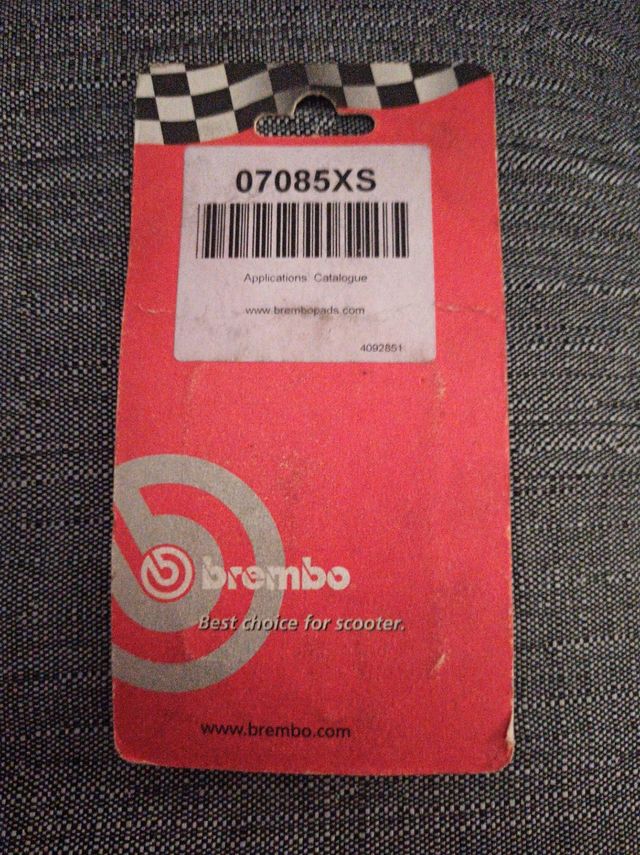 07085XS
Applications Catalogue
www.brembopads.com
4092851
brembo
Best choice for scooter.
www.brembo.com